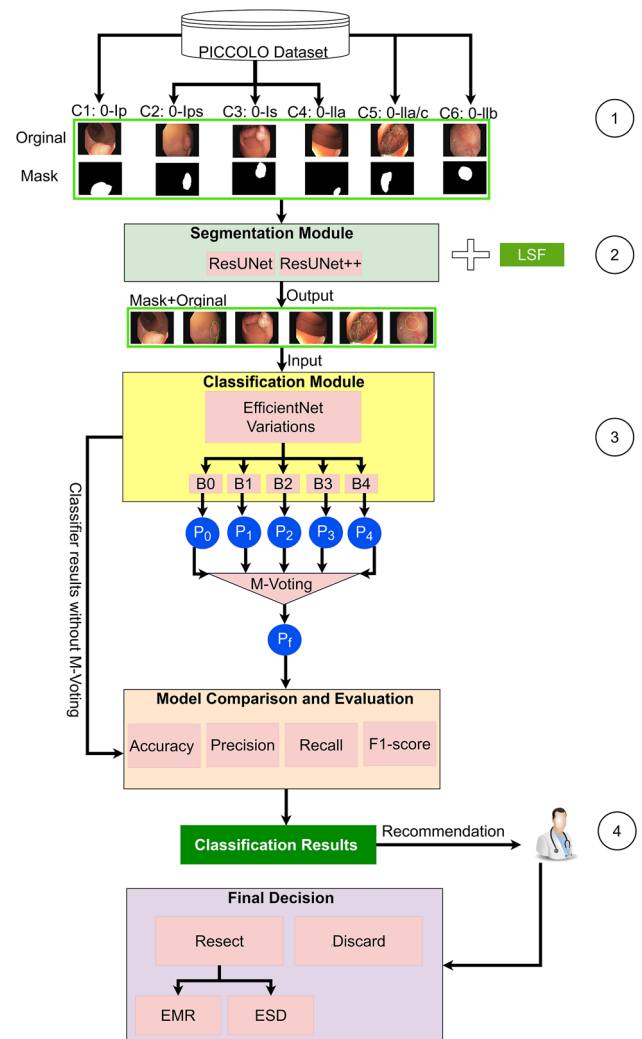 PICCOLO Dataset
C1: 0-Ip C2: 0-Ips C3: 0-Is C4: 0-IIa C5: 0-IIa/c C6: 0-IIb
1
Orginal
Mask
Segmentation Module
ResUNet ResUNet++
LSF
2
Output
Mask+Orginal
Input
Classification Module
EfficientNet
Variations
3
B0 B1 B2 B3 B4
P0 P1 P2 P3 P4
M-Voting
Pf
Classifier results without M-Voting
Model Comparison and Evaluation
Accuracy Precision Recall F1-score
Classification Results
Recommendation
4
Final Decision
Resect Discard
EMR ESD